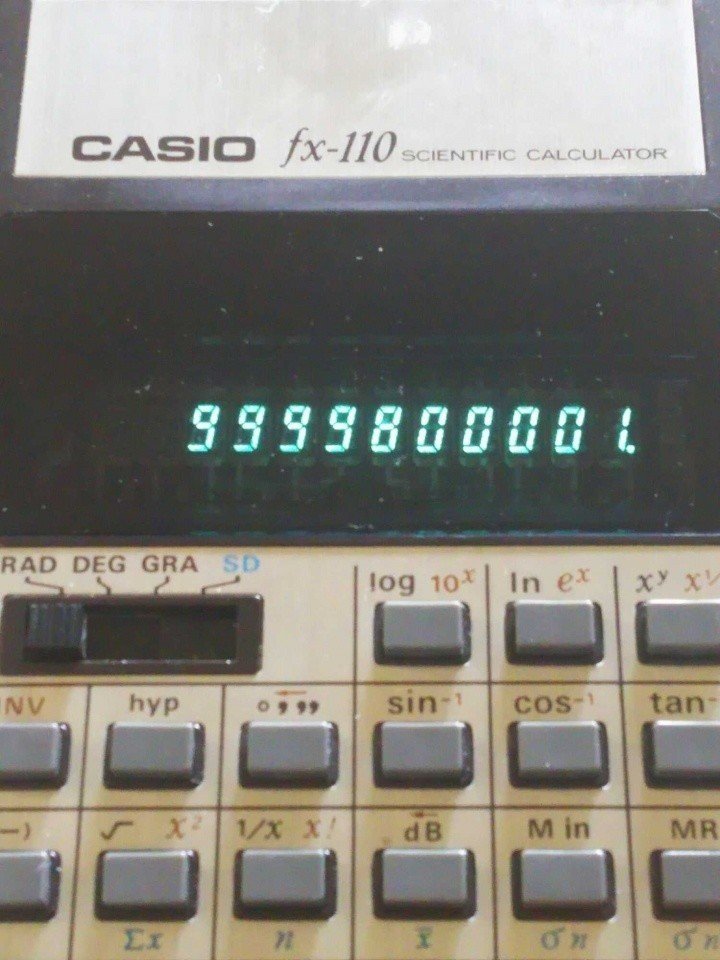 CASIO fx-110 SCIENTIFIC CALCULATOR
9999800001.
RAD DEG GRA SD
log 10ˣ ln eˣ xʸ
INV hyp o , ,, sin⁻¹ cos⁻¹ tan⁻
√ X² 1/X X! dB M in MR
Σx n x̄ σn σn